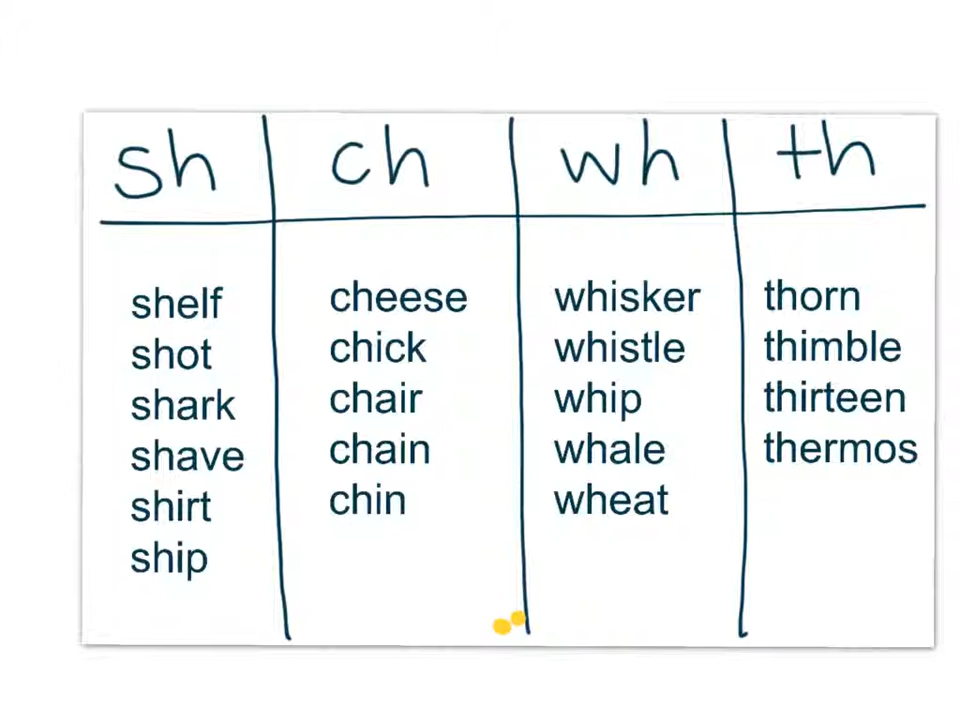 sh ch wh th
shelf cheese whisker thorn
shot chick whistle thimble
shark chair whip thirteen
shave chain whale thermos
shirt chin wheat
ship